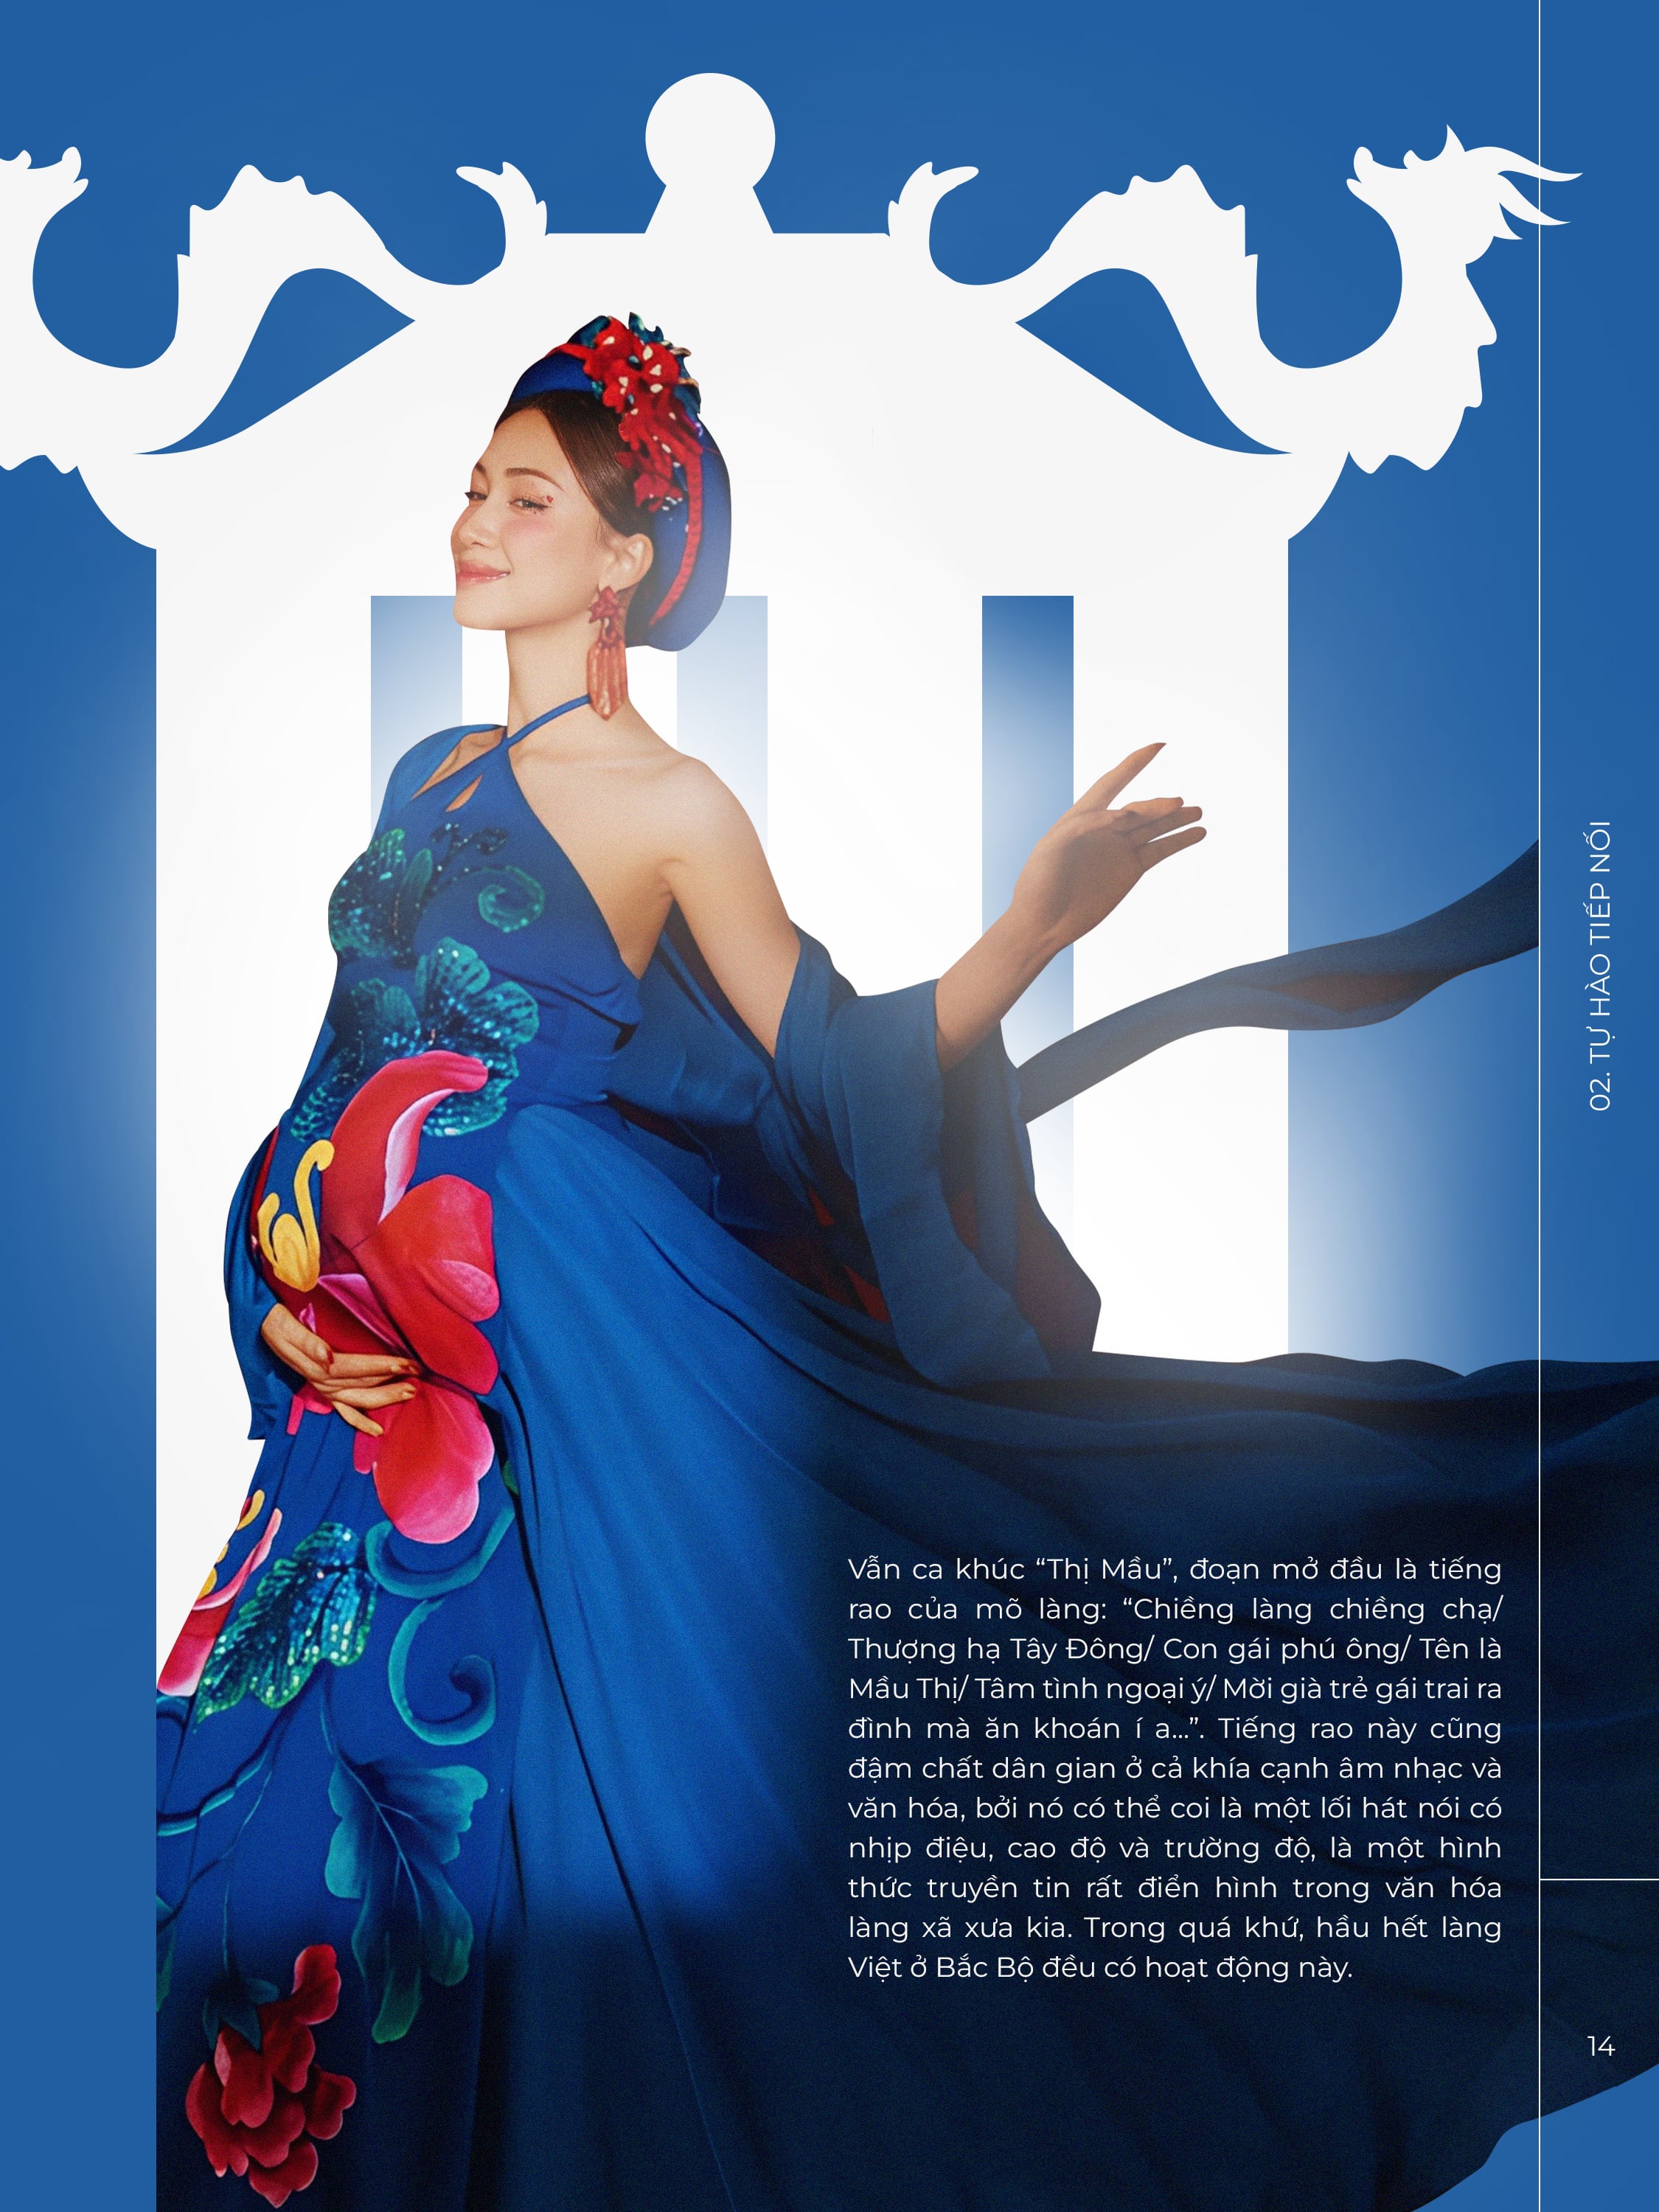 02. TỰ HÀO TIẾP NỐI
Vẫn ca khúc “Thị Mầu”, đoạn mở đầu là tiếng
rao của mõ làng: “Chiềng làng chiềng chạ/
Thượng hạ Tây Đông/ Con gái phú ông/ Tên là
Mầu Thị/ Tâm tình ngoại ý/ Mời già trẻ gái trai ra
đình mà ăn khoán í a...”. Tiếng rao này cũng
đậm chất dân gian ở cả khía cạnh âm nhạc và
văn hóa, bởi nó có thể coi là một lối hát nói có
nhịp điệu, cao độ và trường độ, là một hình
thức truyền tin rất điển hình trong văn hóa
làng xã xưa kia. Trong quá khứ, hầu hết làng
Việt ở Bắc Bộ đều có hoạt động này.
14